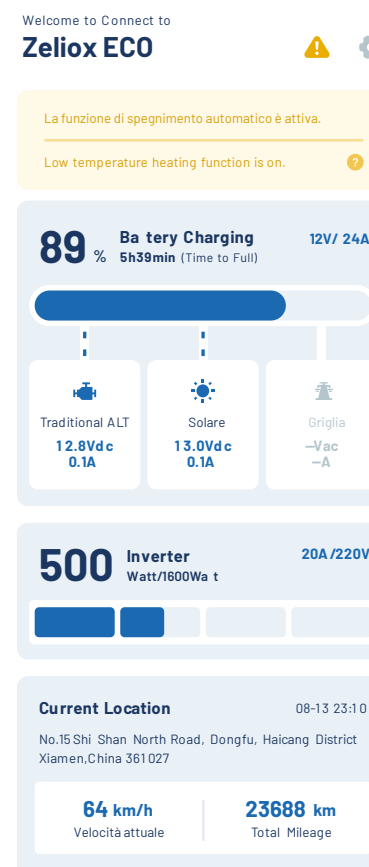 Welcome to Connect to
Zeliox ECO
La funzione di spegnimento automatico è attiva.
Low temperature heating function is on.
?
89 %
Ba tery Charging
5h39min (Time to Full)
12V/ 24A
Traditional ALT
12.8Vdc
0.1A
Solare
13.0Vdc
0.1A
Griglia
—Vac
—A
500
Inverter
Watt/1600Wa t
20A/220V
Current Location
08-13 23:10
No.15 Shi Shan North Road, Dongfu, Haicang District
Xiamen,China 361027
64 km/h
Velocità attuale
23688 km
Total Mileage